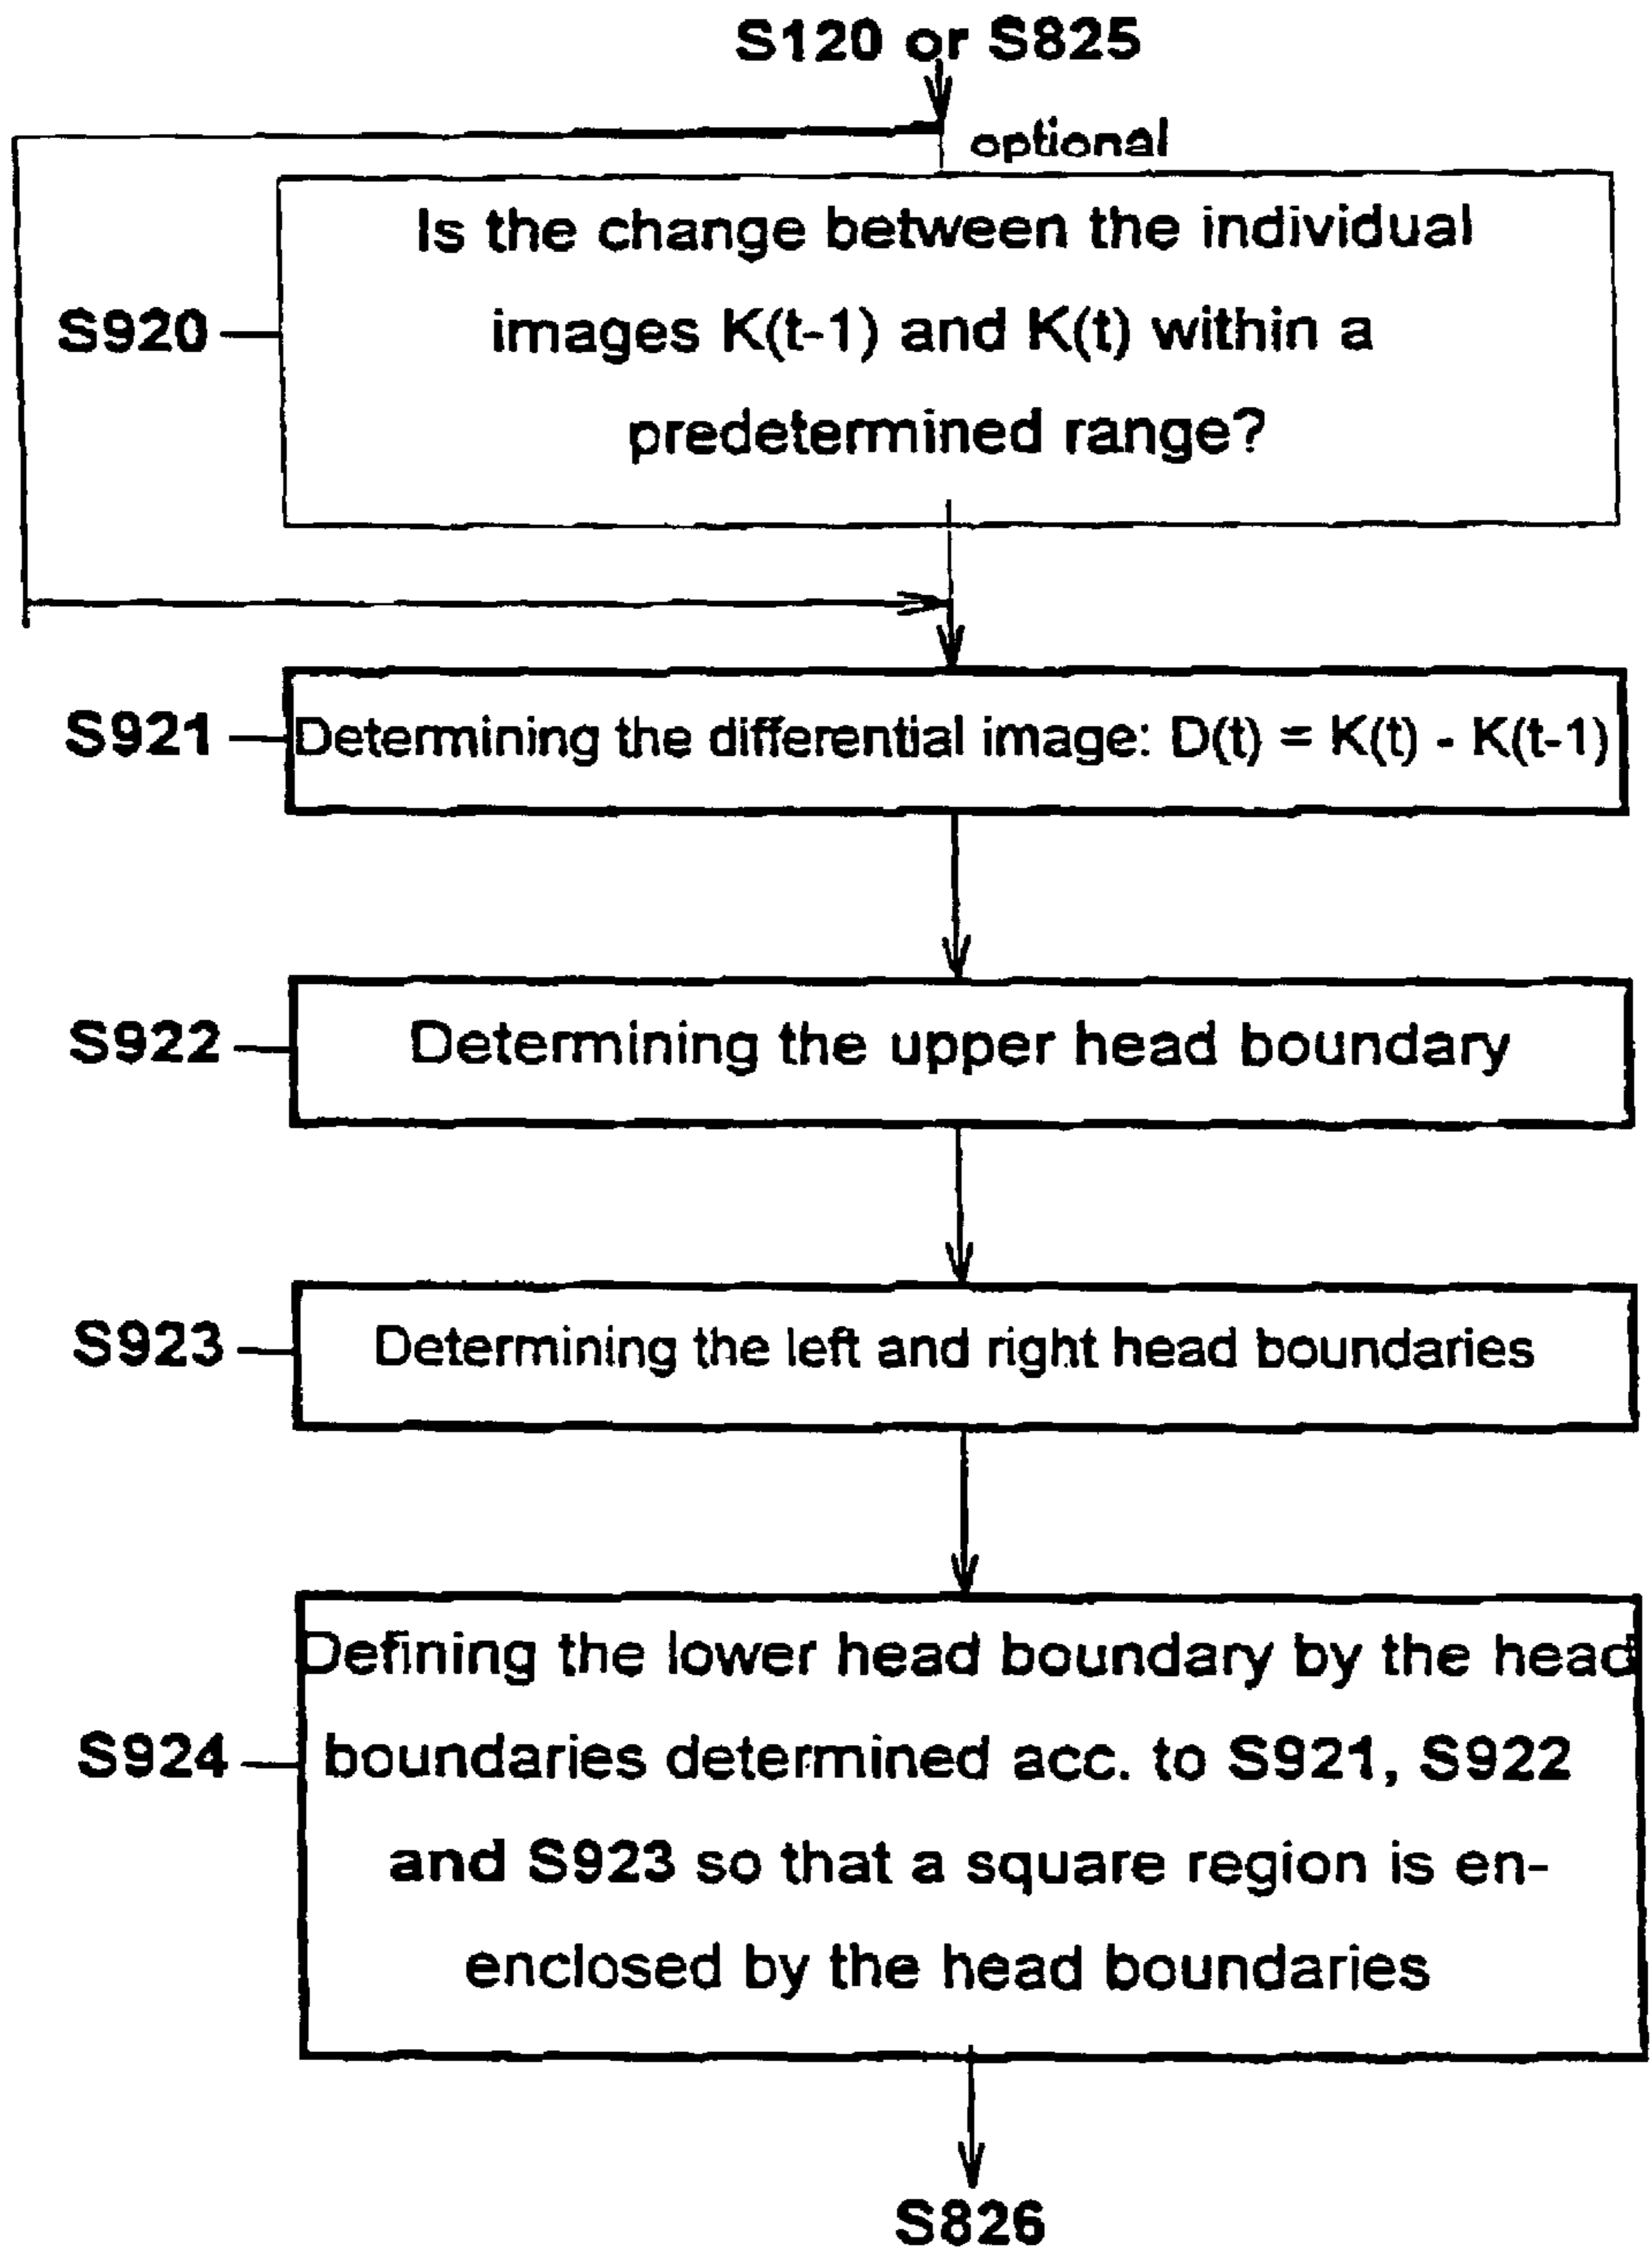 S120 or S825
optional
Is the change between the individual
images K(t-1) and K(t) within a
predetermined range?
S920
S921
Determining the differential image: D(t) = K(t) - K(t-1)
S922
Determining the upper head boundary
S923
Determining the left and right head boundaries
Defining the lower head boundary by the head
S924
boundaries determined acc. to S921, S922
and S923 so that a square region is en-
enclosed by the head boundaries
S826